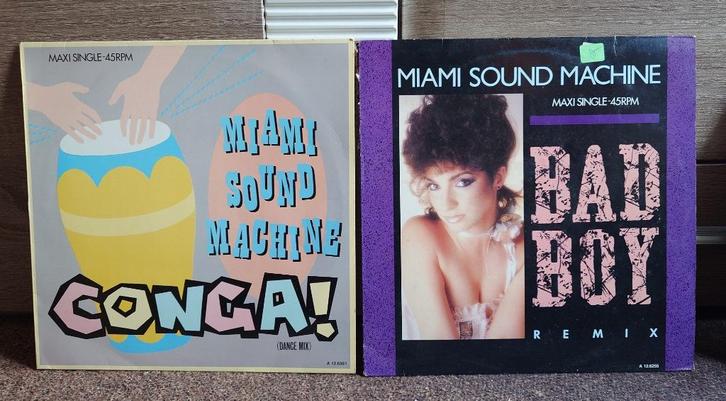 MAXI SINGLE-45RPM
MIAMI
SOUND
MACHINE
CONGA!
(DANCE MIX)
MIAMI SOUND MACHINE
MAXI SINGLE-45RPM
BAD
BOY
REMIX